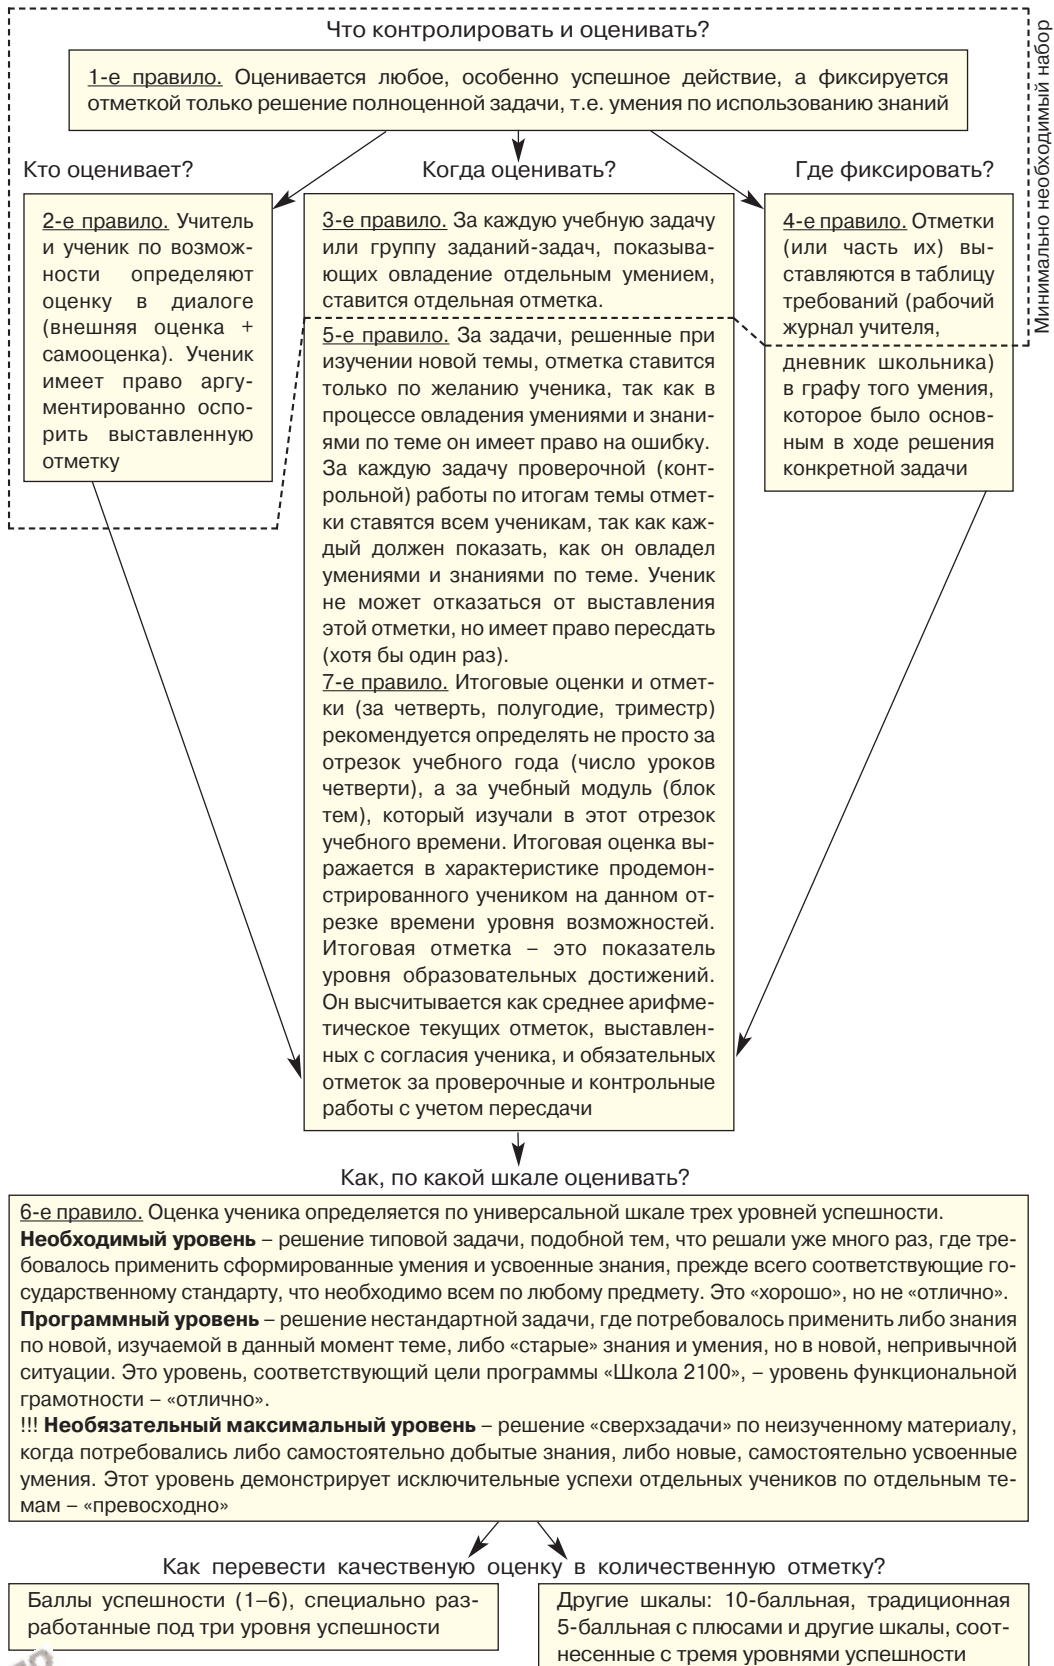 Что контролировать и оценивать?
1-е правило. Оценивается любое, особенно успешное действие, а фиксируется
отметкой только решение полноценной задачи, т.е. умения по использованию знаний
Минимально необходимый набор
Кто оценивает?
2-е правило. Учитель
и ученик по возмож-
ности определяют
оценку в диалоге
(внешняя оценка +
самооценка). Ученик
имеет право аргу-
ментированно оспо-
рить выставленную
отметку
Когда оценивать?
3-е правило. За каждую учебную задачу
или группу заданий-задач, показыва-
ющих овладение отдельным умением,
ставится отдельная отметка.
5-е правило. За задачи, решенные при
изучении новой темы, отметка ставится
только по желанию ученика, так как в
процессе овладения умениями и знани-
ями по теме он имеет право на ошибку.
За каждую задачу проверочной (конт-
рольной) работы по итогам темы отмет-
ки ставятся всем ученикам, так как каж-
дый должен показать, как он овладел
умениями и знаниями по теме. Ученик
не может отказаться от выставления
этой отметки, но имеет право пересдать
(хотя бы один раз).
7-е правило. Итоговые оценки и отмет-
ки (за четверть, полугодие, триместр)
рекомендуется определять не просто за
отрезок учебного года (число уроков
четверти), а за учебный модуль (блок
тем), который изучали в этот отрезок
учебного времени. Итоговая оценка вы-
ражается в характеристике продемон-
стрированного учеником на данном от-
резке времени уровня возможностей.
Итоговая отметка – это показатель
уровня образовательных достижений.
Он высчитывается как среднее арифме-
тическое текущих отметок, выставлен-
ных с согласия ученика, и обязательных
отметок за проверочные и контрольные
работы с учетом пересдачи
Где фиксировать?
4-е правило. Отметки
(или часть их) вы-
ставляются в таблицу
требований (рабочий
журнал учителя,
дневник школьника)
в графу того умения,
которое было основ-
ным в ходе решения
конкретной задачи
Как, по какой шкале оценивать?
6-е правило. Оценка ученика определяется по универсальной шкале трех уровней успешности.
Необходимый уровень – решение типовой задачи, подобной тем, что решали уже много раз, где тре-
бовалось применить сформированные умения и усвоенные знания, прежде всего соответствующие го-
сударственному стандарту, что необходимо всем по любому предмету. Это «хорошо», но не «отлично».
Программный уровень – решение нестандартной задачи, где потребовалось применить либо знания
по новой, изучаемой в данный момент теме, либо «старые» знания и умения, но в новой, непривычной
ситуации. Это уровень, соответствующий цели программы «Школа 2100», – уровень функциональной
грамотности – «отлично».
!!! Необязательный максимальный уровень – решение «сверхзадачи» по неизученному материалу,
когда потребовались либо самостоятельно добытые знания, либо новые, самостоятельно усвоенные
умения. Этот уровень демонстрирует исключительные успехи отдельных учеников по отдельным те-
мам – «превосходно»
Как перевести качественую оценку в количественную отметку?
Баллы успешности (1–6), специально раз-
работанные под три уровня успешности
Другие шкалы: 10-балльная, традиционная
5-балльная с плюсами и другие шкалы, соот-
несенные с тремя уровнями успешности